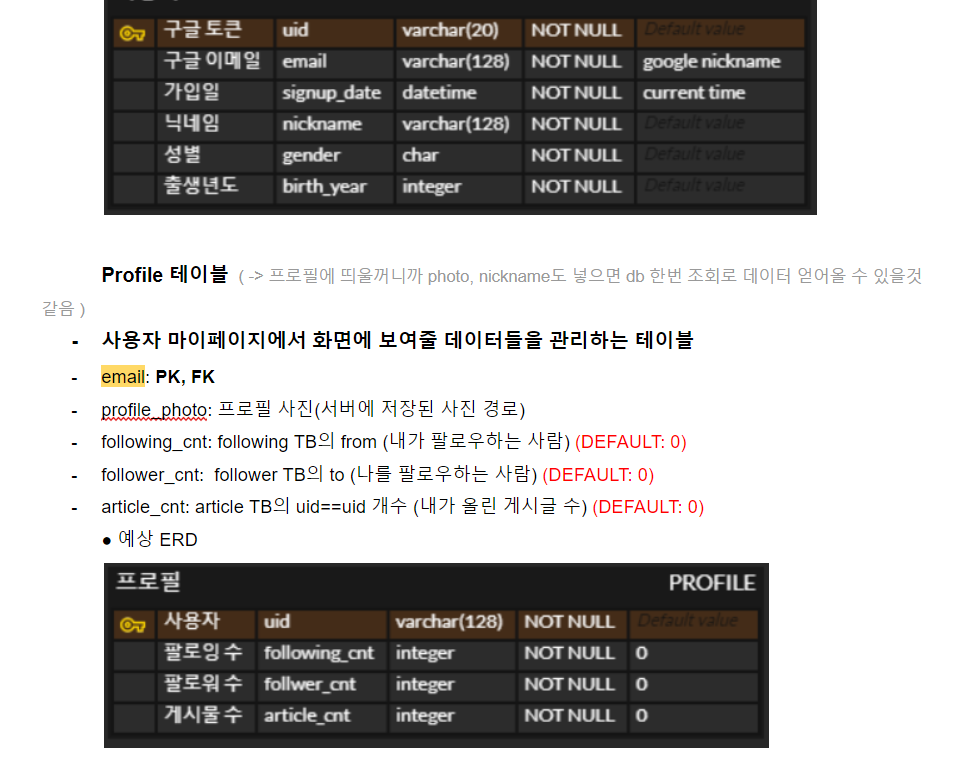 구글 토큰 uid varchar(20) NOT NULL Default value
구글 이메일 email varchar(128) NOT NULL google nickname
가입일 signup_date datetime NOT NULL current time
닉네임 nickname varchar(128) NOT NULL Default value
성별 gender char NOT NULL Default value
출생년도 birth_year integer NOT NULL Default value
Profile 테이블 ( -> 프로필에 띄울꺼니까 photo, nickname도 넣으면 db 한번 조회로 데이터 얻어올 수 있을것
같음 )
- 사용자 마이페이지에서 화면에 보여줄 데이터들을 관리하는 테이블
- email: PK, FK
- profile_photo: 프로필 사진(서버에 저장된 사진 경로)
- following_cnt: following TB의 from (내가 팔로우하는 사람) (DEFAULT: 0)
- follower_cnt: follower TB의 to (나를 팔로우하는 사람) (DEFAULT: 0)
- article_cnt: article TB의 uid==uid 개수 (내가 올린 게시글 수) (DEFAULT: 0)
● 예상 ERD
프로필 PROFILE
사용자 uid varchar(128) NOT NULL Default value
팔로잉 수 following_cnt integer NOT NULL 0
팔로워 수 follwer_cnt integer NOT NULL 0
게시물 수 article_cnt integer NOT NULL 0